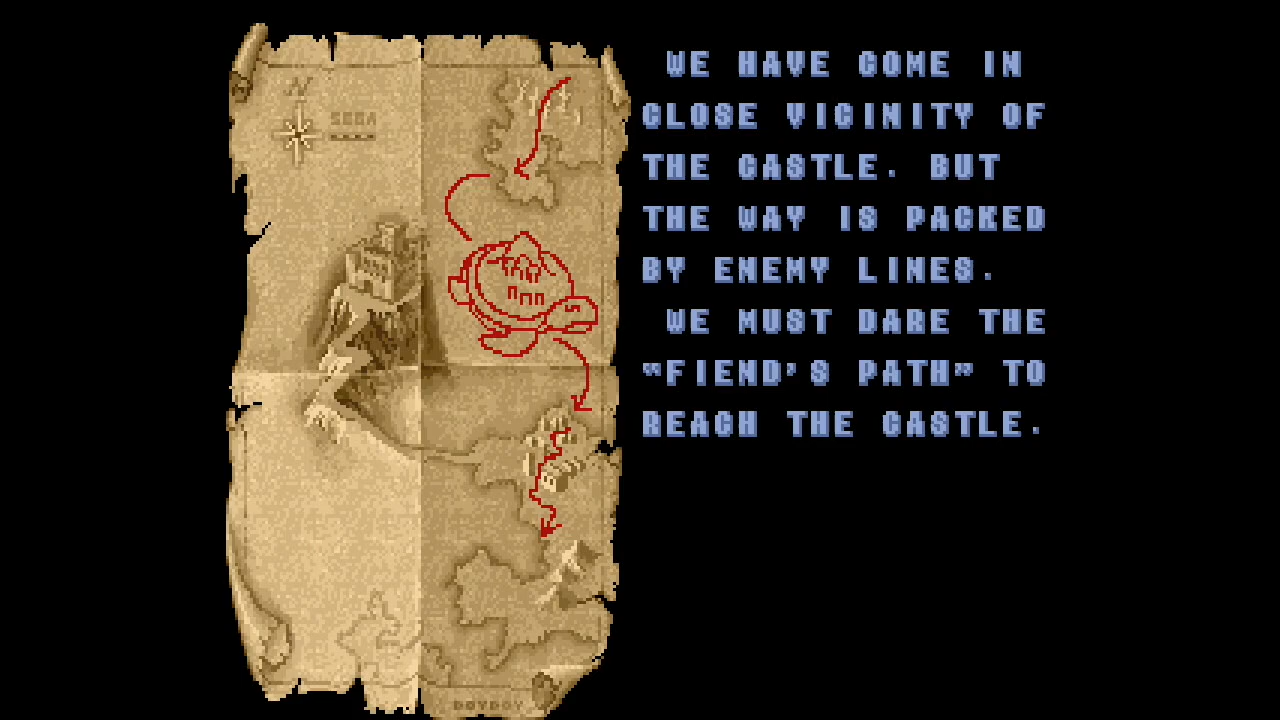 N
SEGA
WE HAVE COME IN
CLOSE VICINITY OF
THE CASTLE. BUT
THE WAY IS PACKED
BY ENEMY LINES.
WE MUST DARE THE
"FIEND'S PATH" TO
REACH THE CASTLE.